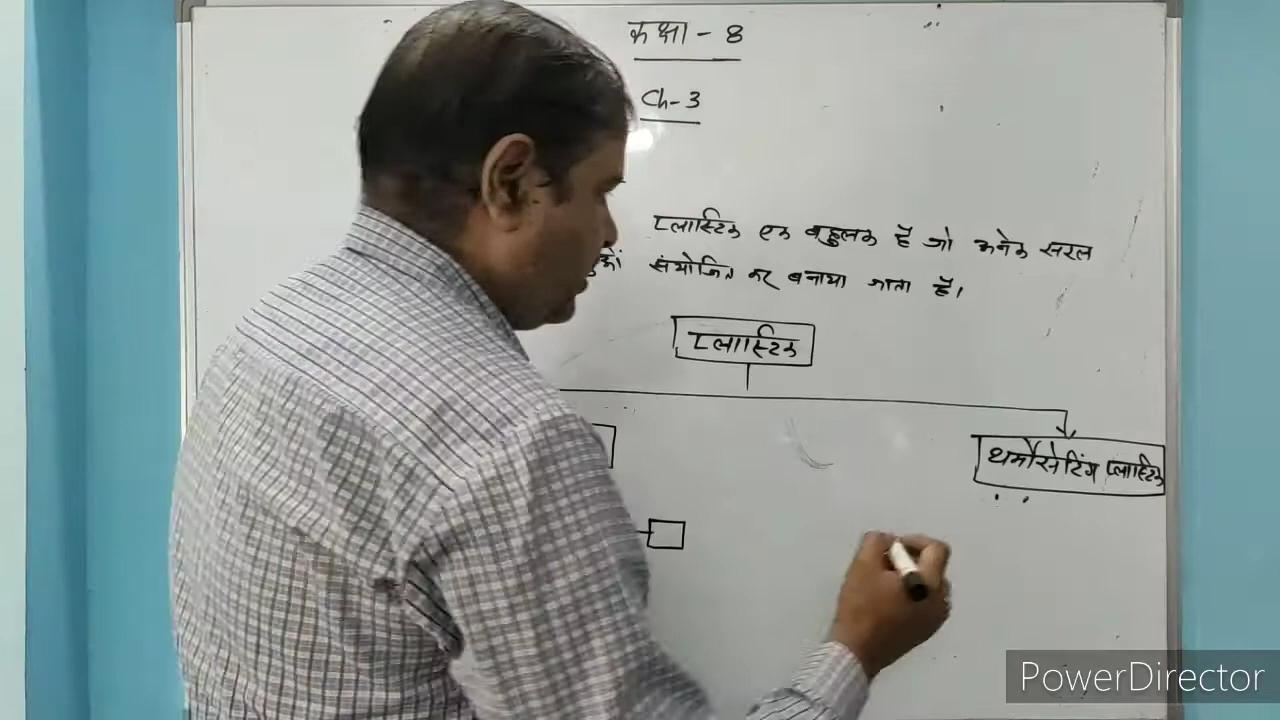 कक्षा - 8
Ch-3
प्लास्टिक एक बहुलक है जो अनेक सरल
संयोजित कर बनाया जाता है।
प्लास्टिक
थर्मोसेटिंग प्लास्टिक
PowerDirector